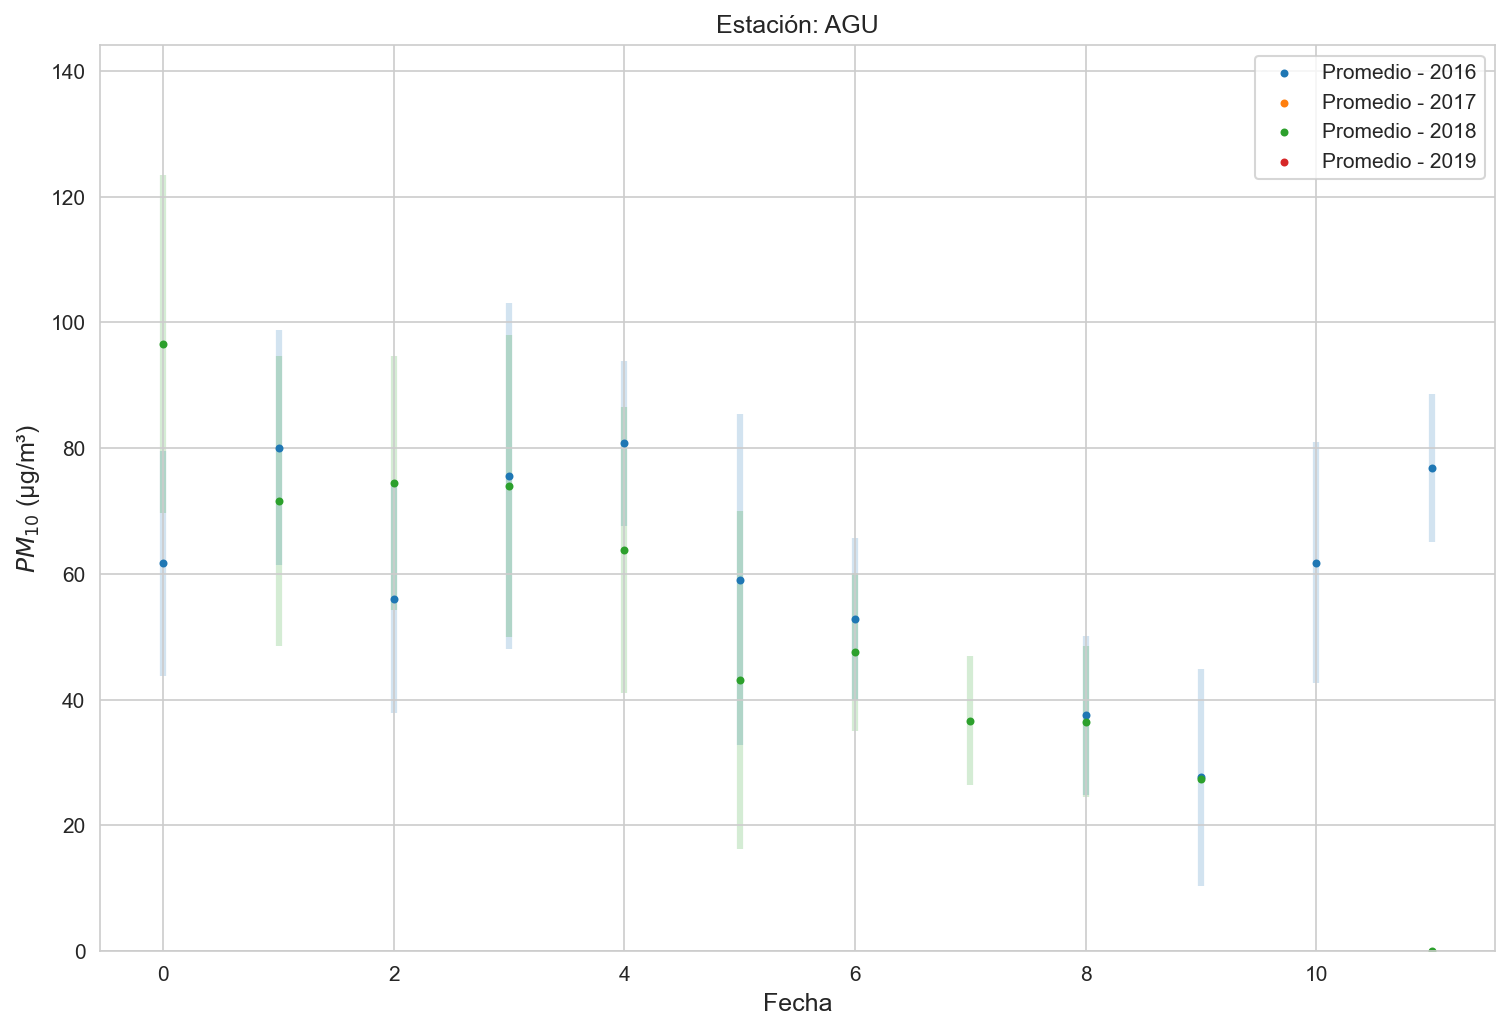 Estación: AGU
Promedio - 2016
Promedio - 2017
Promedio - 2018
Promedio - 2019
140
120
100
80
60
40
20
0
PM₁₀ (µg/m³)
0 2 4 6 8 10
Fecha